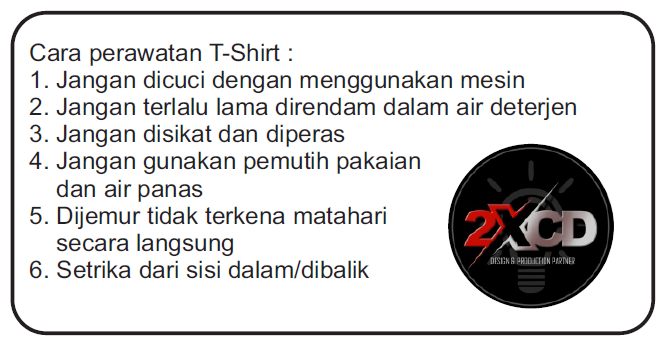 Cara perawatan T-Shirt :
1. Jangan dicuci dengan menggunakan mesin
2. Jangan terlalu lama direndam dalam air deterjen
3. Jangan disikat dan diperas
4. Jangan gunakan pemutih pakaian
dan air panas
5. Dijemur tidak terkena matahari
secara langsung
6. Setrika dari sisi dalam/dibalik
2XCD
DESIGN & PRODUCTION PARTNER